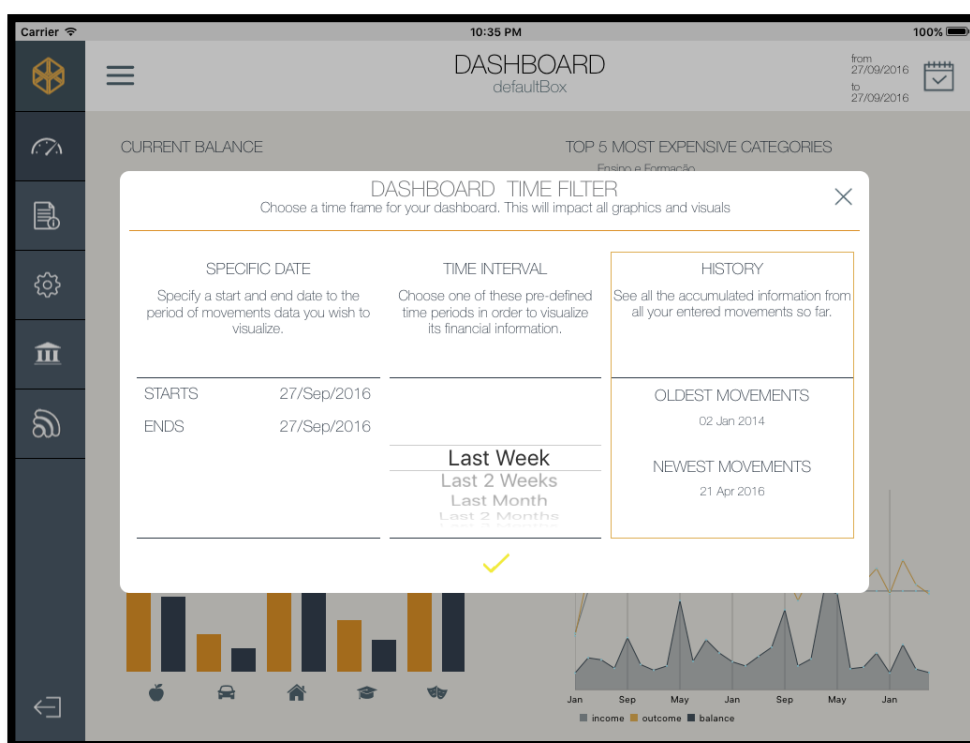 Carrier
10:35 PM
100%
DASHBOARD
defaultBox
from
27/09/2016
to
27/09/2016
CURRENT BALANCE
TOP 5 MOST EXPENSIVE CATEGORIES
Ensino e Formação
DASHBOARD TIME FILTER
Choose a time frame for your dashboard. This will impact all graphics and visuals
SPECIFIC DATE
Specify a start and end date to the
period of movements data you wish to
visualize.
STARTS 27/Sep/2016
ENDS 27/Sep/2016
TIME INTERVAL
Choose one of these pre-defined
time periods in order to visualize
its financial information.
Last Week
Last 2 Weeks
Last Month
Last 2 Months
HISTORY
See all the accumulated information from
all your entered movements so far.
OLDEST MOVEMENTS
02 Jan 2014
NEWEST MOVEMENTS
21 Apr 2016
Jan Sep May Jan Sep May Jan
income outcome balance